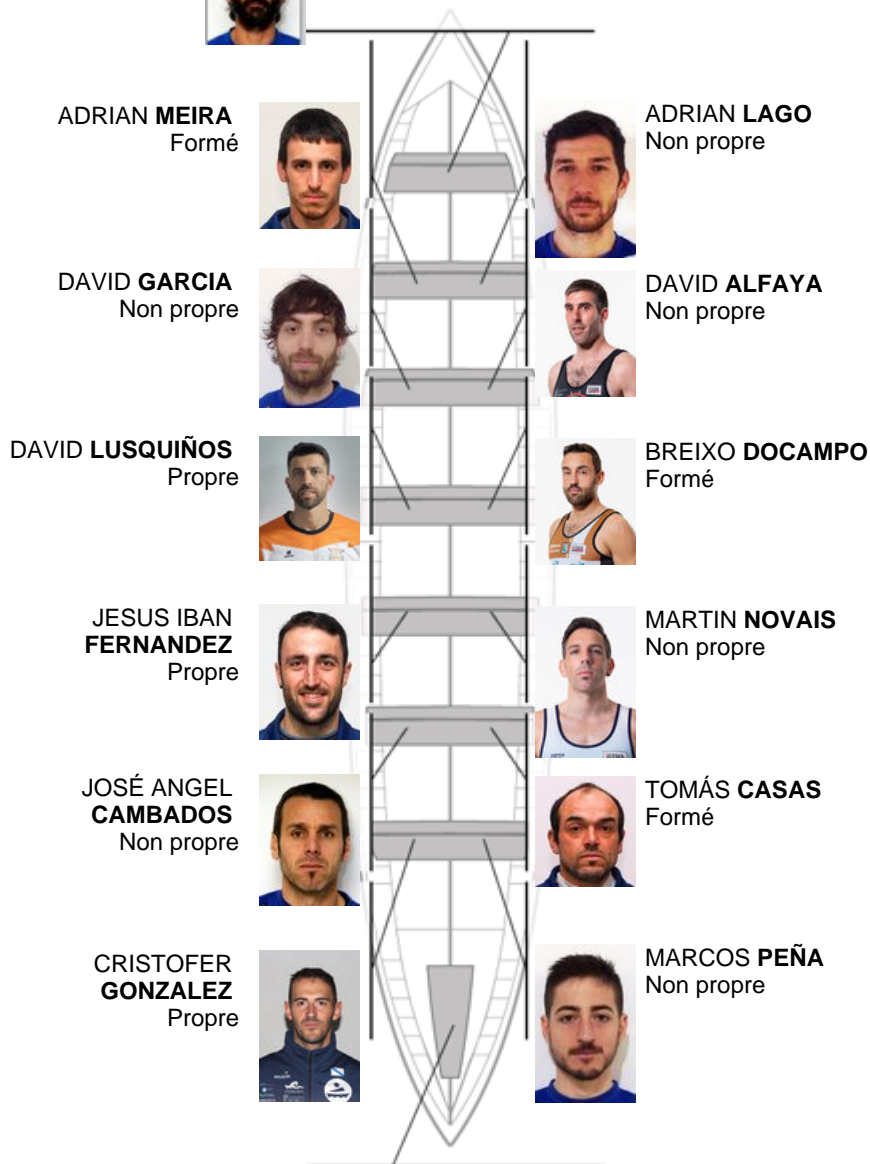 ADRIAN MEIRA
Formé
ADRIAN LAGO
Non propre
DAVID GARCIA
Non propre
DAVID ALFAYA
Non propre
DAVID LUSQUIÑOS
Propre
BREIXO DOCAMPO
Formé
JESUS IBAN
FERNANDEZ
Propre
MARTIN NOVAIS
Non propre
JOSÉ ANGEL
CAMBADOS
Non propre
TOMÁS CASAS
Formé
CRISTOFER
GONZALEZ
Propre
MARCOS PEÑA
Non propre